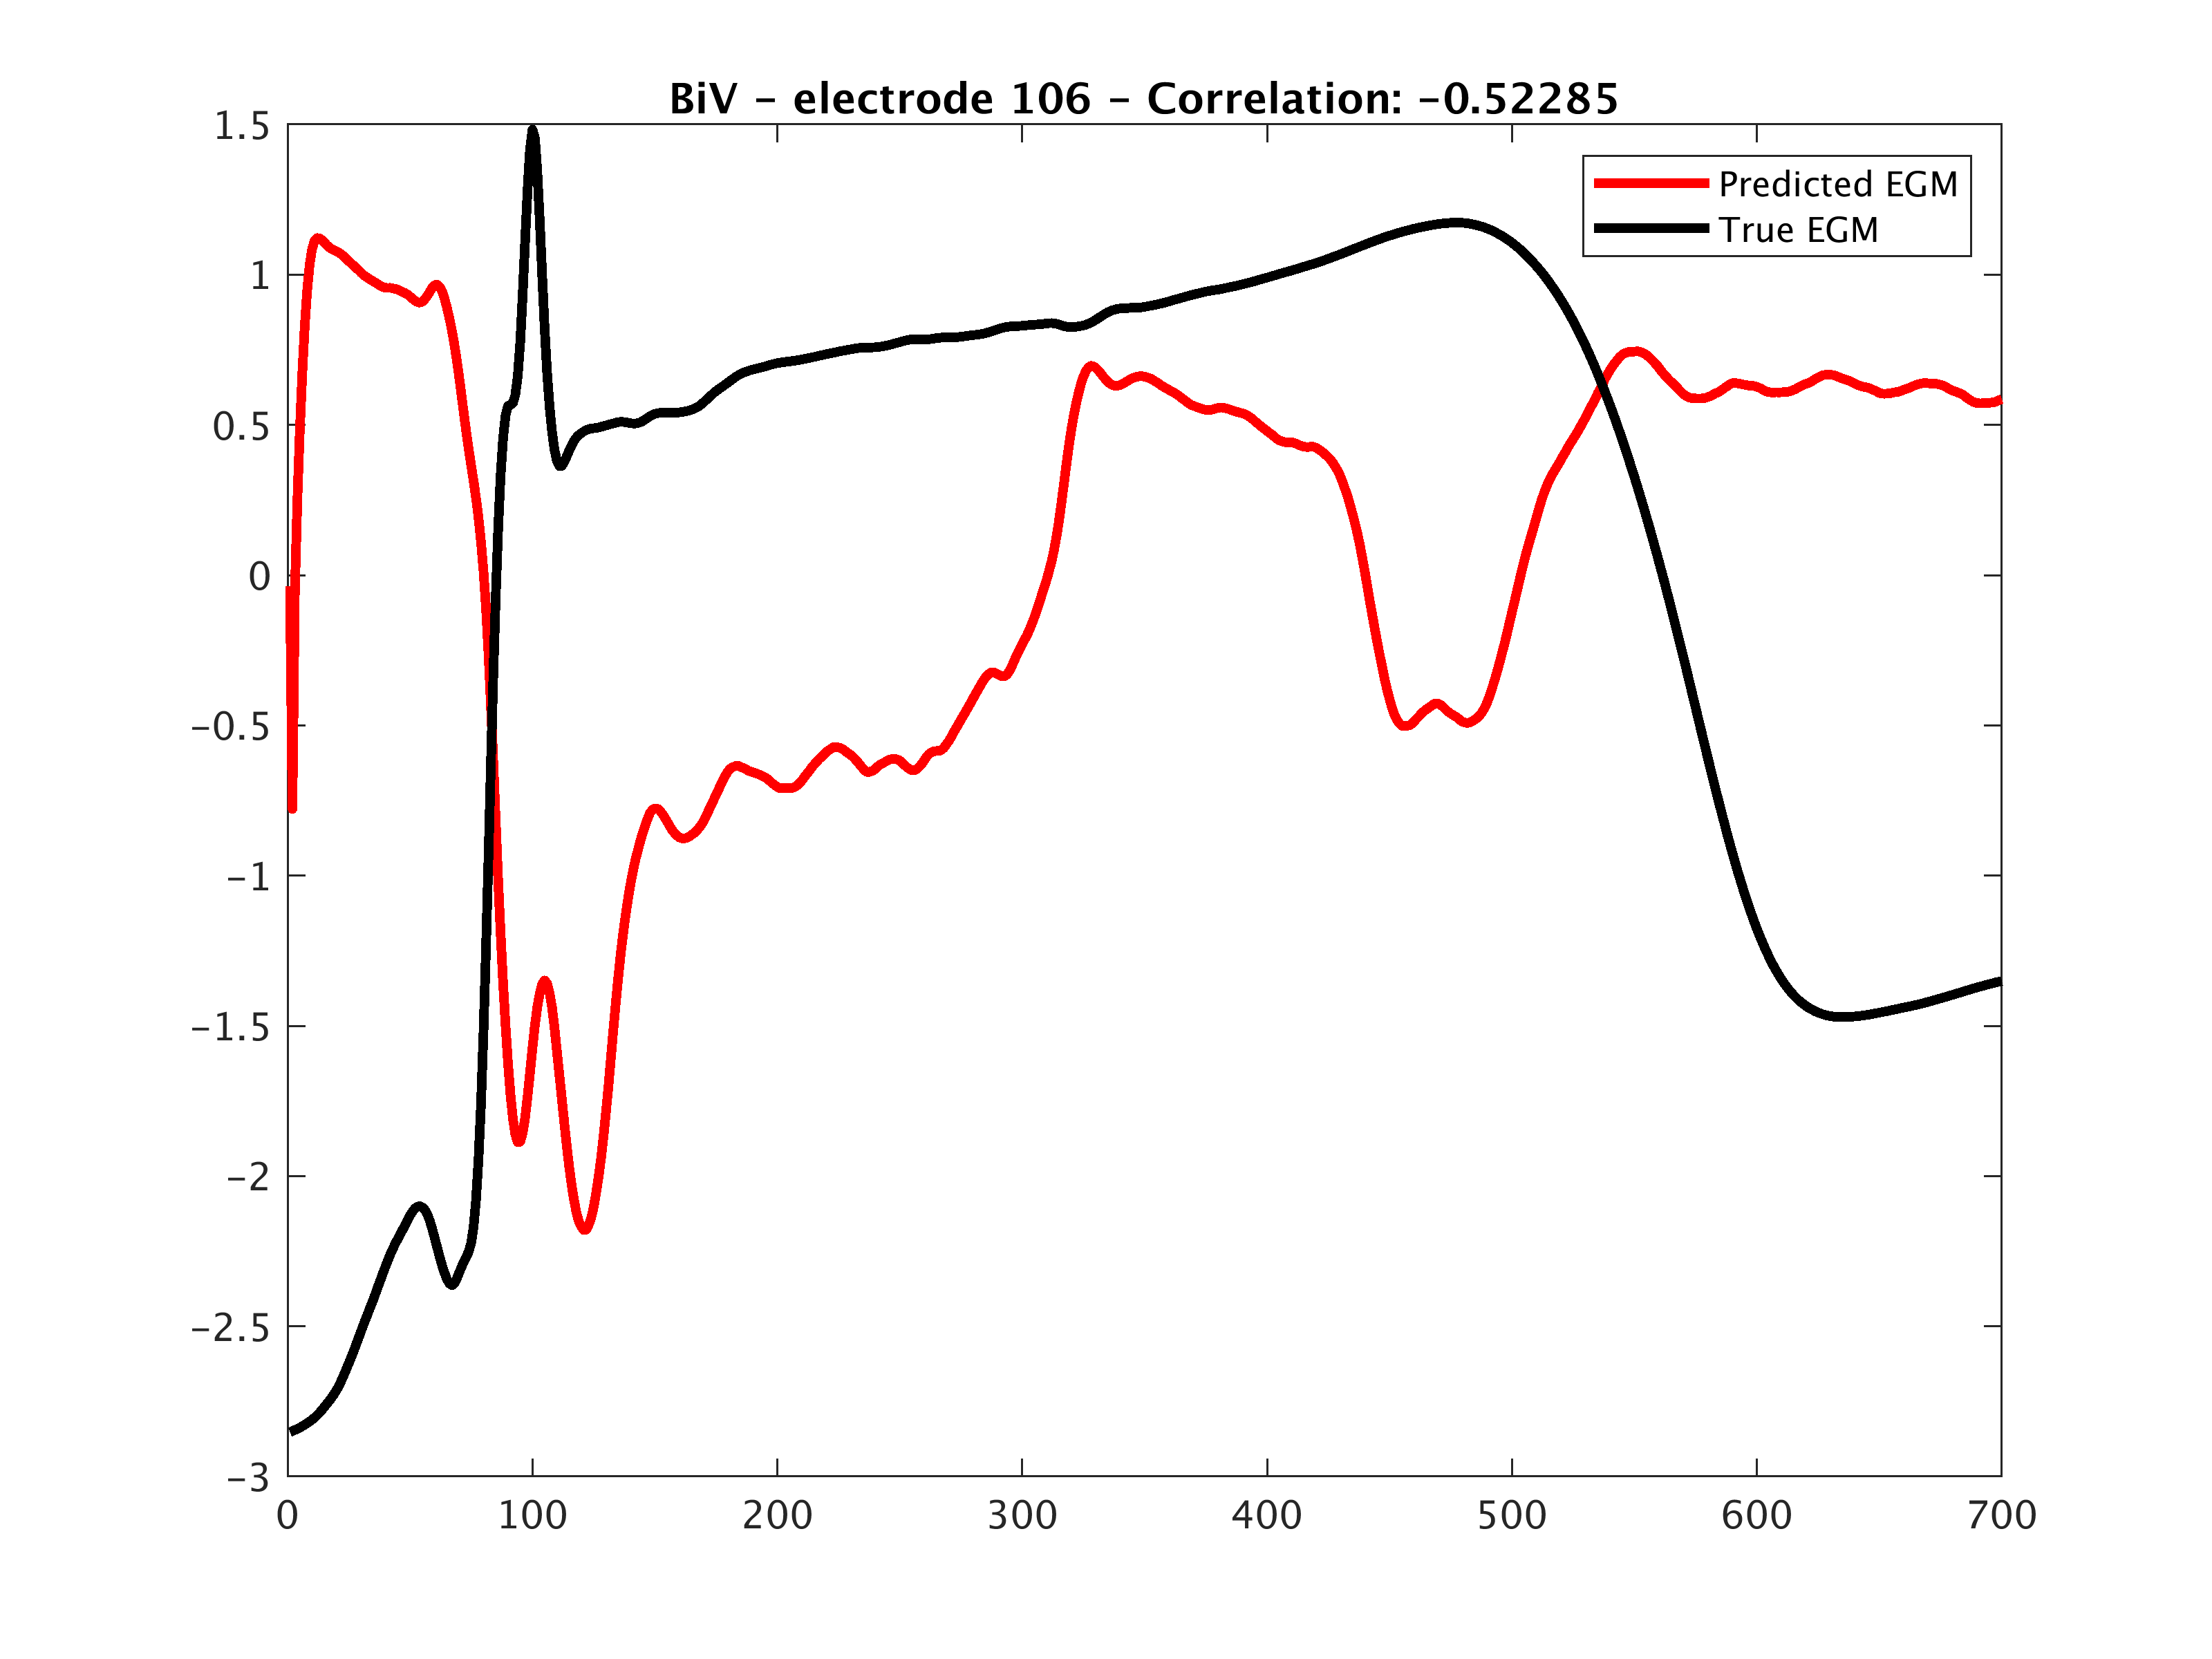 BiV – electrode 106 – Correlation: –0.52285
Predicted EGM
True EGM
1.5
1
0.5
0
–0.5
–1
–1.5
–2
–2.5
–3
0 100 200 300 400 500 600 700